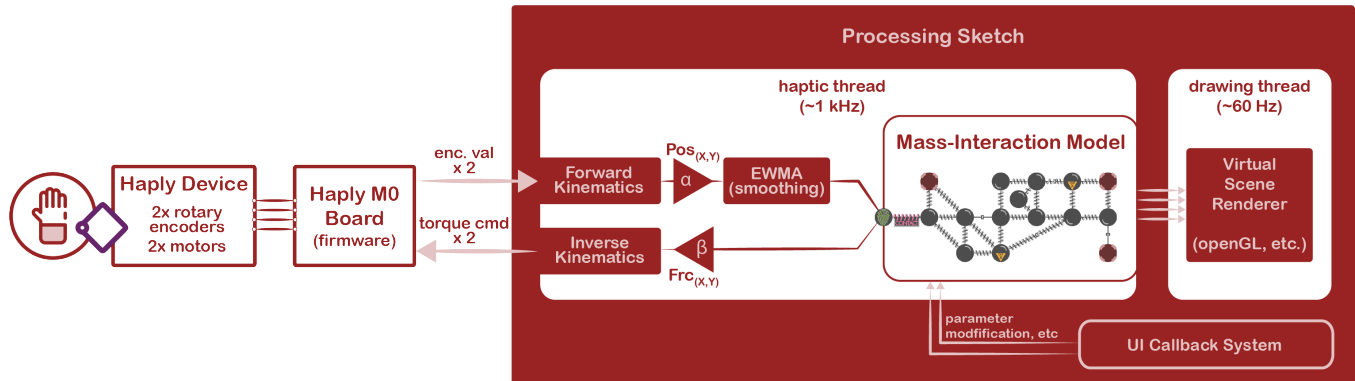 Processing Sketch
haptic thread
(~1 kHz)
drawing thread
(~60 Hz)
Haply Device
2x rotary
encoders
2x motors
Haply M0
Board
(firmware)
enc. val
x 2
torque cmd
x 2
Forward
Kinematics
Pos(X,Y)
α
EWMA
(smoothing)
Inverse
Kinematics
β
Frc(X,Y)
Mass-Interaction Model
Virtual
Scene
Renderer
(openGL, etc.)
parameter
modfification, etc
UI Callback System